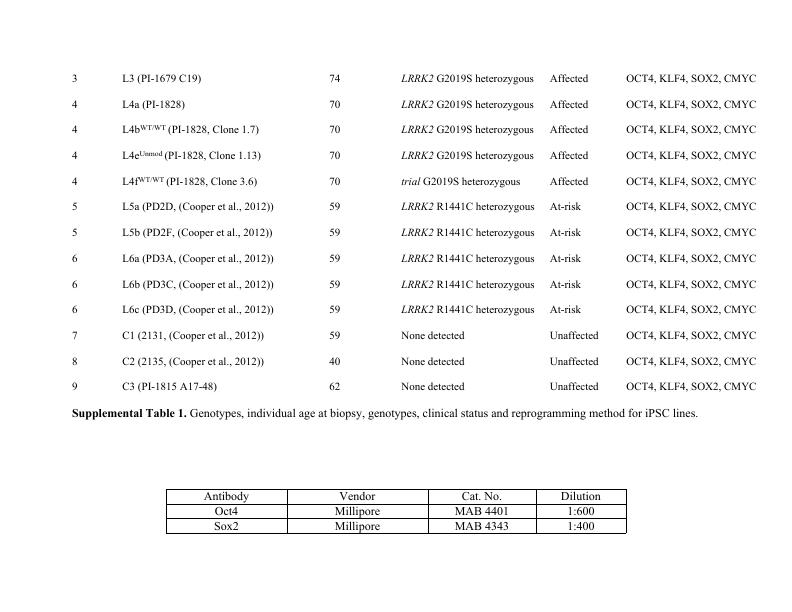 3 L3 (PI-1679 C19) 74 LRRK2 G2019S heterozygous Affected OCT4, KLF4, SOX2, CMYC
4 L4a (PI-1828) 70 LRRK2 G2019S heterozygous Affected OCT4, KLF4, SOX2, CMYC
4 L4bWT/WT (PI-1828, Clone 1.7) 70 LRRK2 G2019S heterozygous Affected OCT4, KLF4, SOX2, CMYC
4 L4eUnmod (PI-1828, Clone 1.13) 70 LRRK2 G2019S heterozygous Affected OCT4, KLF4, SOX2, CMYC
4 L4fWT/WT (PI-1828, Clone 3.6) 70 trial G2019S heterozygous Affected OCT4, KLF4, SOX2, CMYC
5 L5a (PD2D, (Cooper et al., 2012)) 59 LRRK2 R1441C heterozygous At-risk OCT4, KLF4, SOX2, CMYC
5 L5b (PD2F, (Cooper et al., 2012)) 59 LRRK2 R1441C heterozygous At-risk OCT4, KLF4, SOX2, CMYC
6 L6a (PD3A, (Cooper et al., 2012)) 59 LRRK2 R1441C heterozygous At-risk OCT4, KLF4, SOX2, CMYC
6 L6b (PD3C, (Cooper et al., 2012)) 59 LRRK2 R1441C heterozygous At-risk OCT4, KLF4, SOX2, CMYC
6 L6c (PD3D, (Cooper et al., 2012)) 59 LRRK2 R1441C heterozygous At-risk OCT4, KLF4, SOX2, CMYC
7 C1 (2131, (Cooper et al., 2012)) 59 None detected Unaffected OCT4, KLF4, SOX2, CMYC
8 C2 (2135, (Cooper et al., 2012)) 40 None detected Unaffected OCT4, KLF4, SOX2, CMYC
9 C3 (PI-1815 A17-48) 62 None detected Unaffected OCT4, KLF4, SOX2, CMYC
Supplemental Table 1. Genotypes, individual age at biopsy, genotypes, clinical status and reprogramming method for iPSC lines.
Antibody Vendor Cat. No. Dilution
Oct4 Millipore MAB 4401 1:600
Sox2 Millipore MAB 4343 1:400